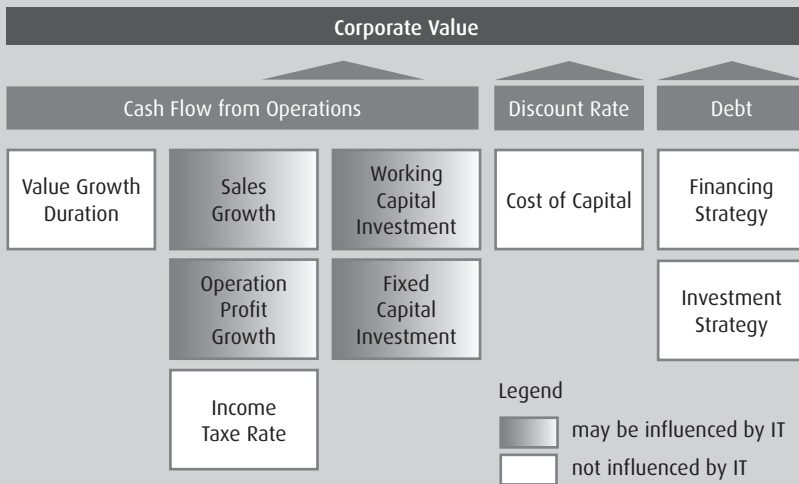 Corporate Value
Cash Flow from Operations
Discount Rate
Debt
Value Growth
Duration
Sales
Growth
Working
Capital
Investment
Cost of Capital
Financing
Strategy
Operation
Profit
Growth
Fixed
Capital
Investment
Investment
Strategy
Income
Taxe Rate
Legend
may be influenced by IT
not influenced by IT